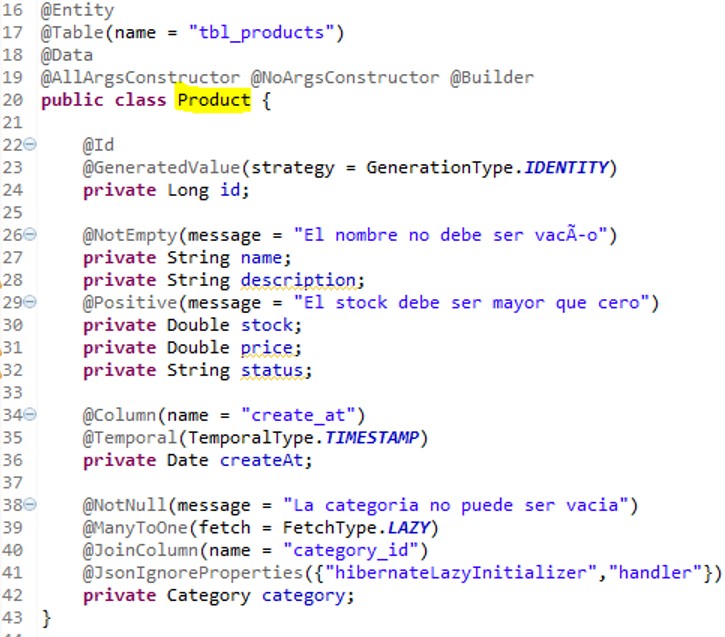 16 @Entity
17 @Table(name = "tbl_products")
18 @Data
19 @AllArgsConstructor @NoArgsConstructor @Builder
20 public class Product {
21
22 @Id
23 @GeneratedValue(strategy = GenerationType.IDENTITY)
24 private Long id;
25
26 @NotEmpty(message = "El nombre no debe ser vacÃ-o")
27 private String name;
28 private String description;
29 @Positive(message = "El stock debe ser mayor que cero")
30 private Double stock;
31 private Double price;
32 private String status;
33
34 @Column(name = "create_at")
35 @Temporal(TemporalType.TIMESTAMP)
36 private Date createAt;
37
38 @NotNull(message = "La categoria no puede ser vacia")
39 @ManyToOne(fetch = FetchType.LAZY)
40 @JoinColumn(name = "category_id")
41 @JsonIgnoreProperties({"hibernateLazyInitializer","handler"})
42 private Category category;
43 }